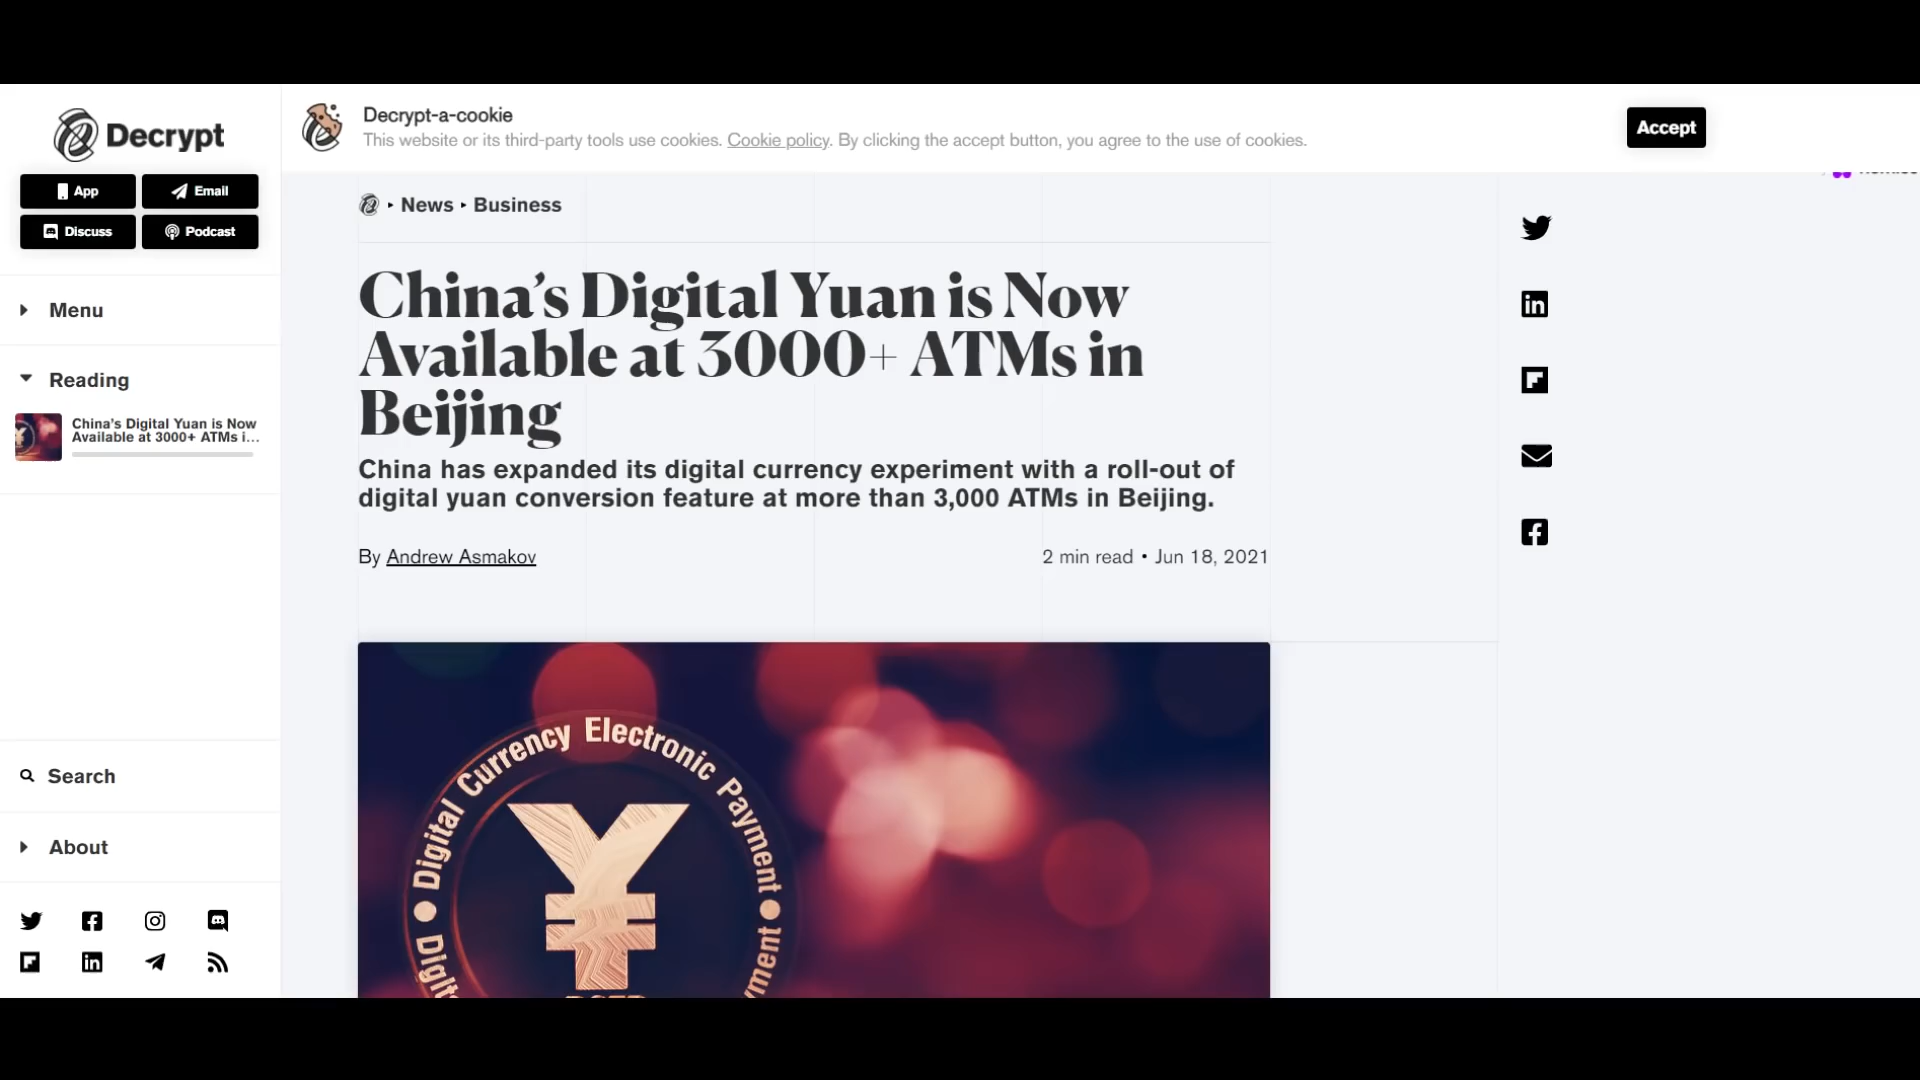 Decrypt
App
Email
Discuss
Podcast
Menu
Reading
China's Digital Yuan is Now
Available at 3000+ ATMs i...
Search
About
Decrypt-a-cookie
This website or its third-party tools use cookies. Cookie policy. By clicking the accept button, you agree to the use of cookies.
Accept
News
Business
China’s Digital Yuan is Now
Available at 3000+ ATMs in
Beijing
China has expanded its digital currency experiment with a roll-out of
digital yuan conversion feature at more than 3,000 ATMs in Beijing.
By Andrew Asmakov
2 min read • Jun 18, 2021
Digital Currency Electronic Payment
¥